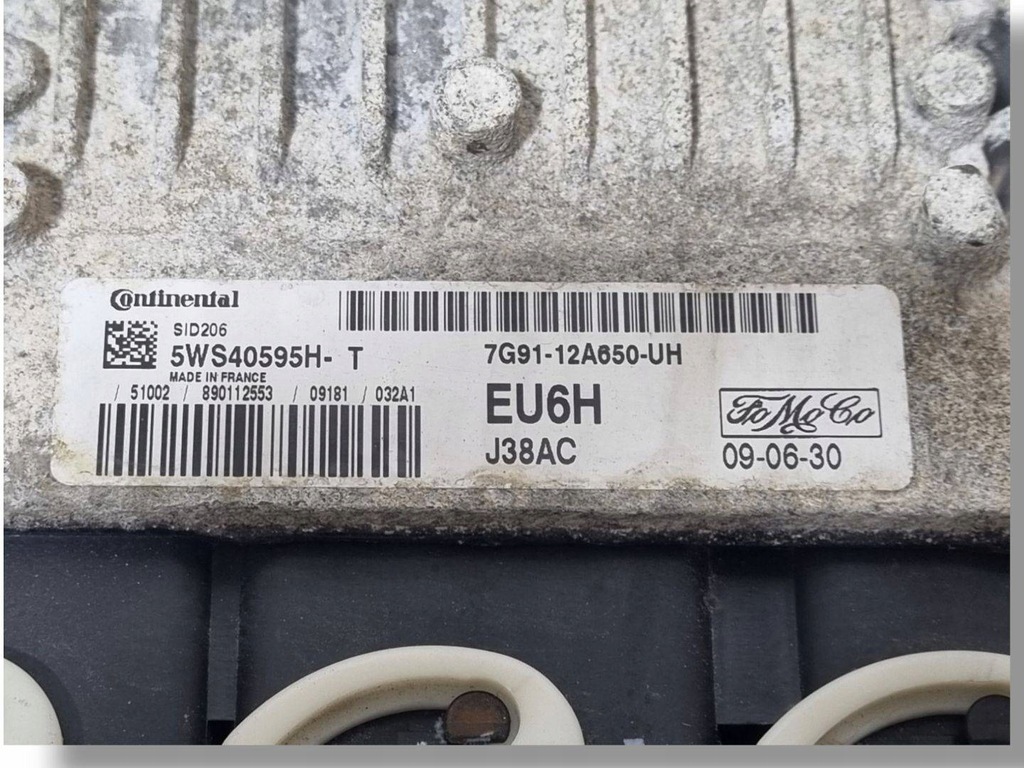 Continental
SID206
5WS40595H- T
MADE IN FRANCE
/ 51002 / 890112553 / 09181 / 032A1
7G91-12A650-UH
EU6H
J38AC
FoMoCo
09-06-30